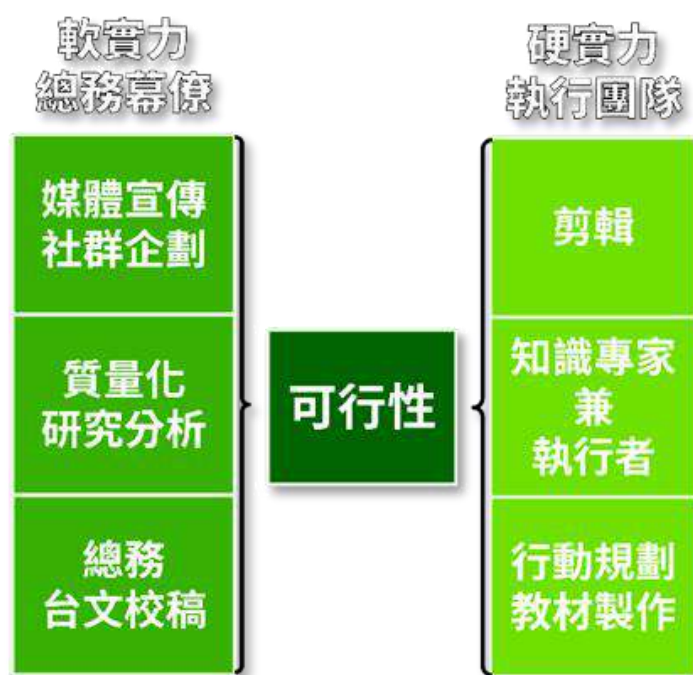 軟實力
總務幕僚
媒體宣傳
社群企劃
質量化
研究分析
總務
台文校稿
可行性
硬實力
執行團隊
剪輯
知識專家
兼
執行者
行動規劃
教材製作